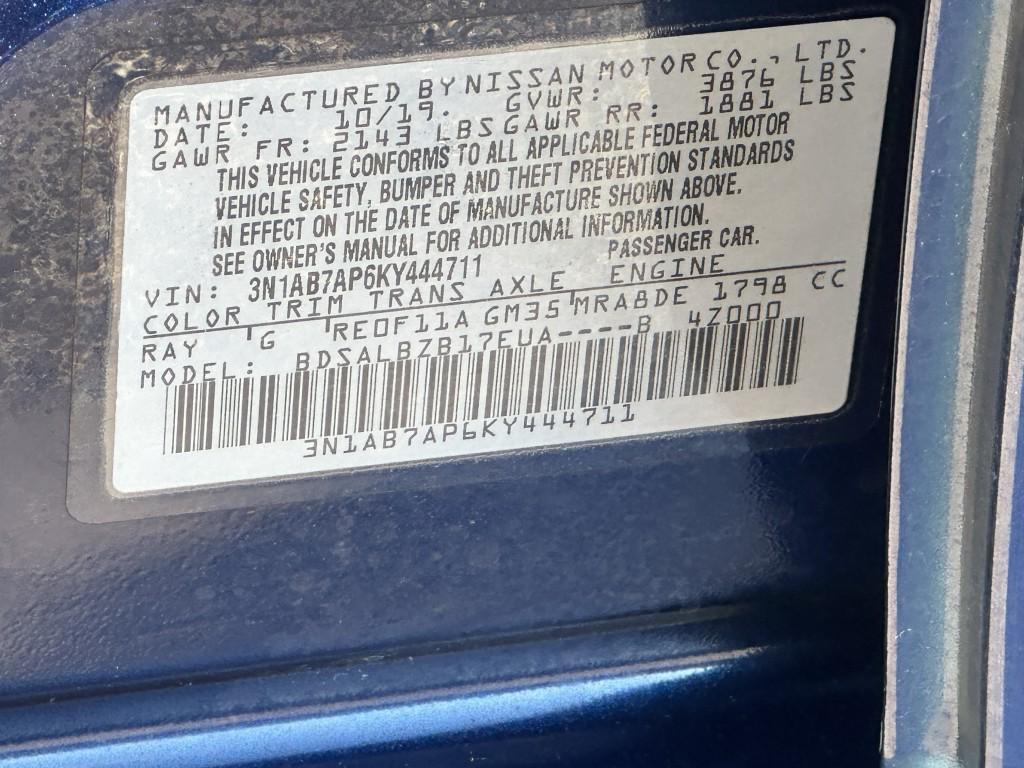 MANUFACTURED BY NISSAN MOTOR CO., LTD.
DATE: 10/19. GVWR: 3876 LBS
GAWR FR: 2143 LBS GAWR RR: 1881 LBS
THIS VEHICLE CONFORMS TO ALL APPLICABLE FEDERAL MOTOR
VEHICLE SAFETY, BUMPER AND THEFT PREVENTION STANDARDS
IN EFFECT ON THE DATE OF MANUFACTURE SHOWN ABOVE.
SEE OWNER'S MANUAL FOR ADDITIONAL INFORMATION.
VIN: 3N1AB7AP6KY444711 PASSENGER CAR.
COLOR TRIM TRANS AXLE ENGINE
RAY G RE0F11A GM35 MRA8DE 1798 CC
MODEL: BDSALBZB17EUA----B 4Z000
3N1AB7AP6KY444711